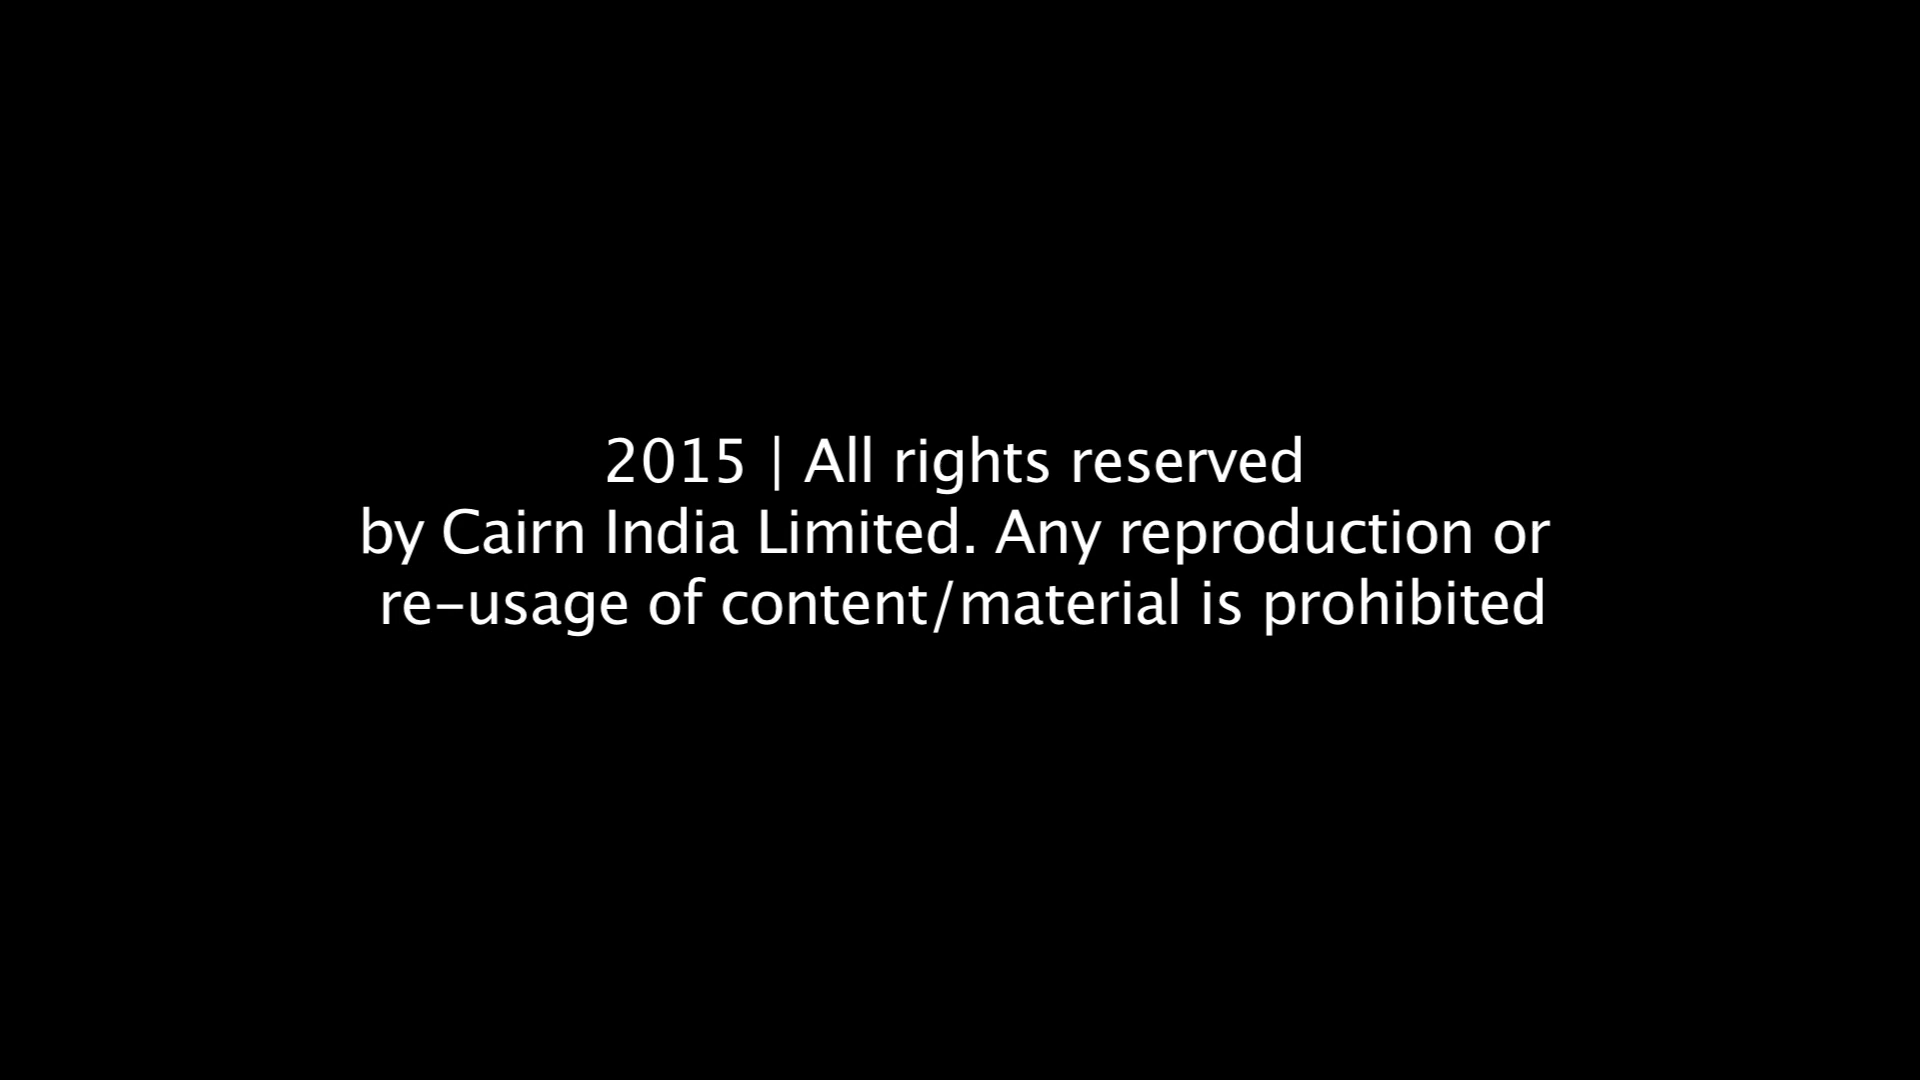 2015 | All rights reserved
by Cairn India Limited. Any reproduction or
re-usage of content/material is prohibited